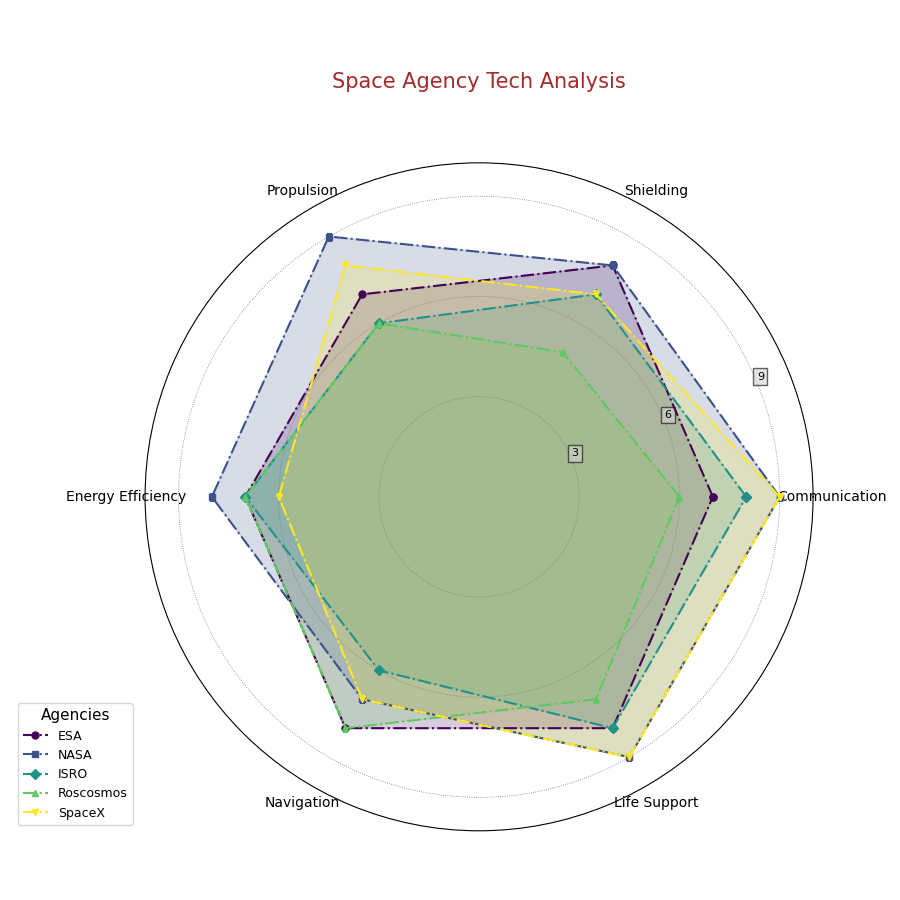 Space Agency Tech Analysis
Propulsion
Shielding
9
6
3
Energy Efficiency
Communication
Navigation
Life Support
Agencies
ESA
NASA
ISRO
Roscosmos
SpaceX